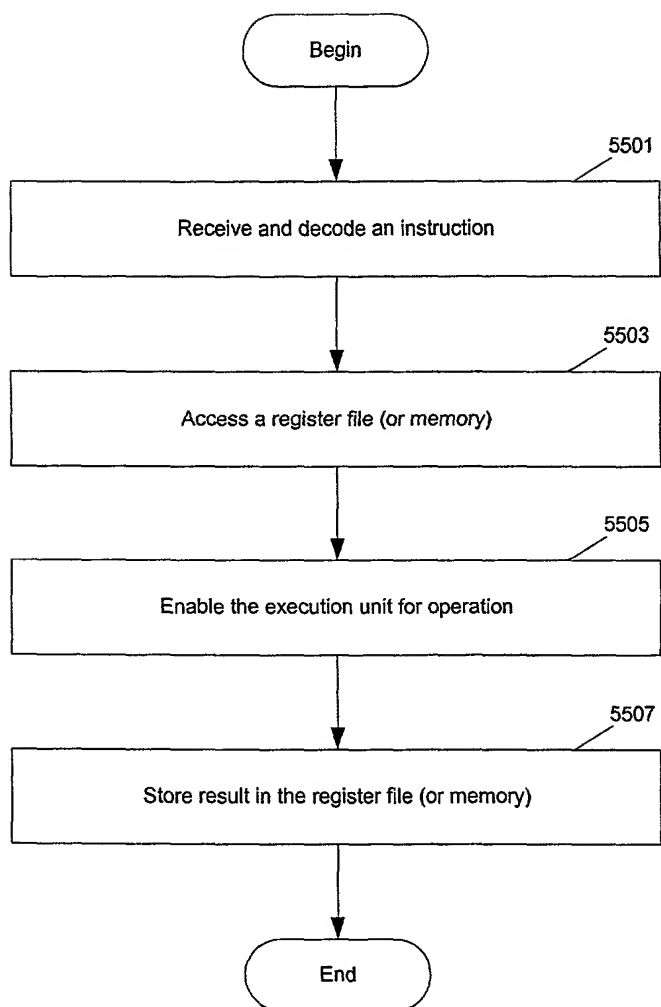 Begin
5501
Receive and decode an instruction
5503
Access a register file (or memory)
5505
Enable the execution unit for operation
5507
Store result in the register file (or memory)
End